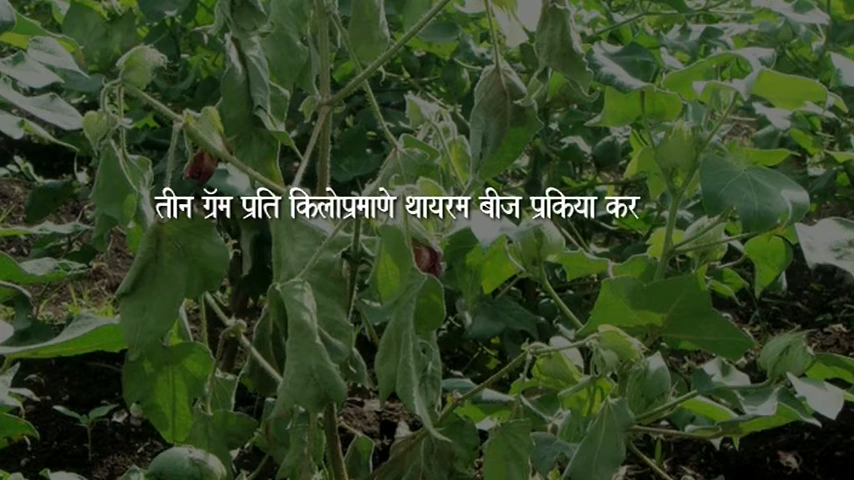 तीन ग्रॅम प्रति किलोप्रमाणे थायरम बीज प्रकिया कर